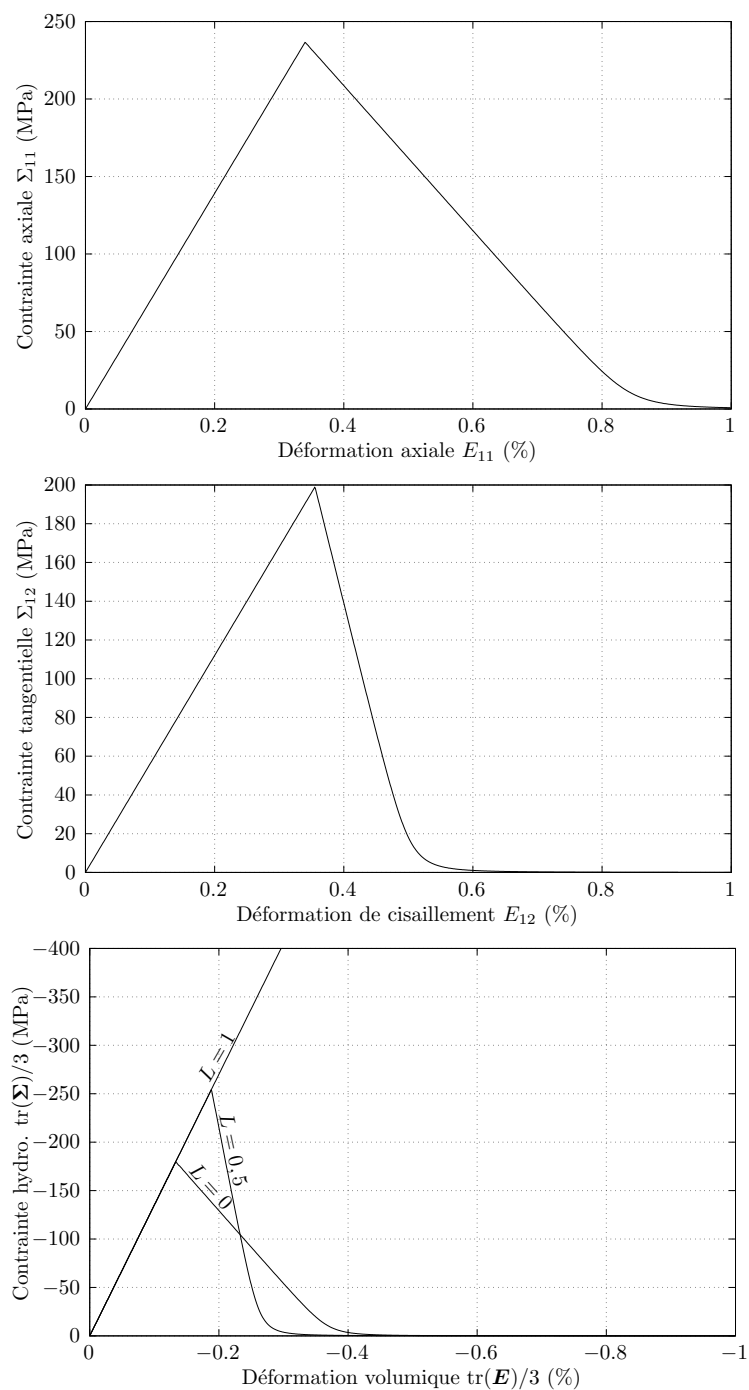 250
200
150
100
50
0
0 0.2 0.4 0.6 0.8 1
Contrainte axiale Σ₁₁ (MPa)
Déformation axiale E₁₁ (%)
200
180
160
140
120
100
80
60
40
20
0
0 0.2 0.4 0.6 0.8 1
Contrainte tangentielle Σ₁₂ (MPa)
Déformation de cisaillement E₁₂ (%)
−400
−350
−300
−250
−200
−150
−100
−50
0
0 −0.2 −0.4 −0.6 −0.8 −1
Contrainte hydro. tr(Σ)/3 (MPa)
L = 1
L = 0,5
L = 0
Déformation volumique tr(E)/3 (%)